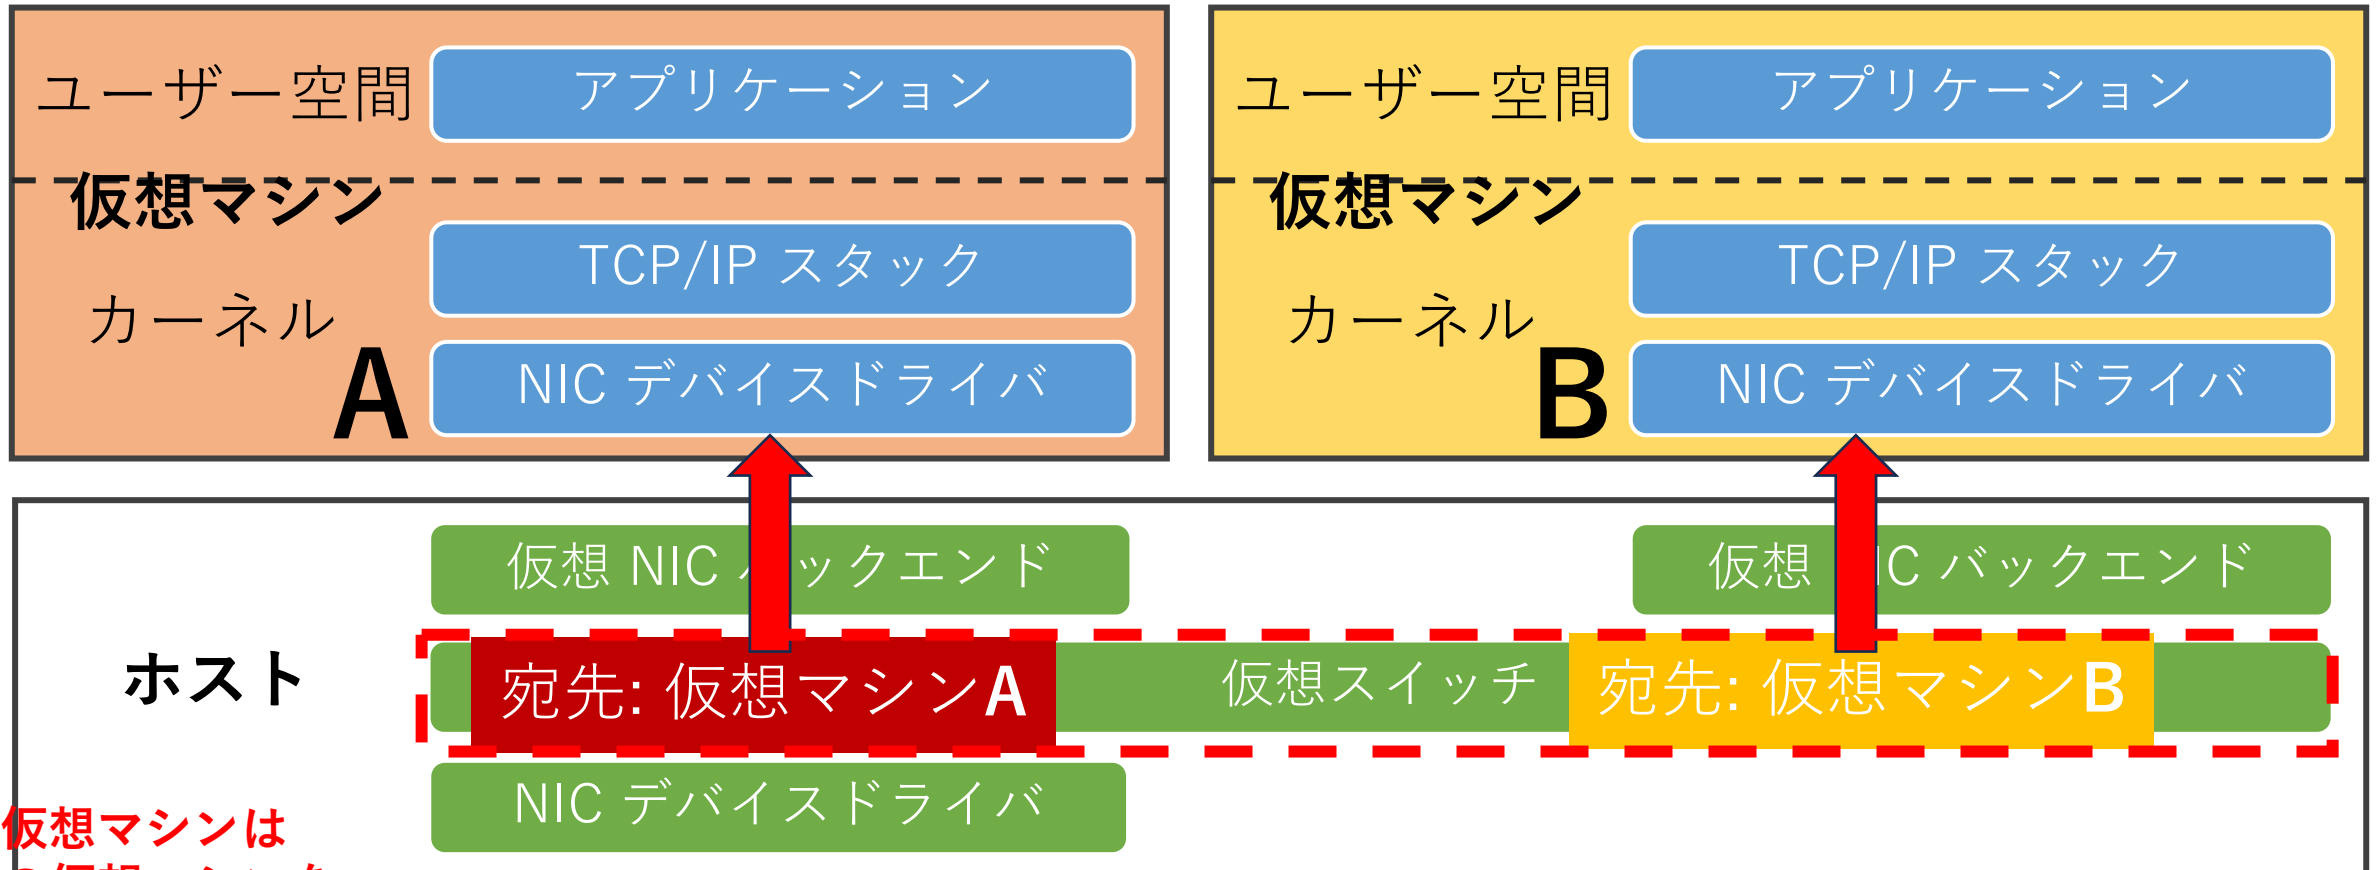 ユーザー空間
アプリケーション
仮想マシン
TCP/IP スタック
カーネル
A
NIC デバイスドライバ
ユーザー空間
アプリケーション
仮想マシン
TCP/IP スタック
カーネル
B
NIC デバイスドライバ
仮想 NIC バックエンド
仮想 NIC バックエンド
ホスト
宛先: 仮想マシンA
仮想スイッチ
宛先: 仮想マシンB
NIC デバイスドライバ
仮想マシンは